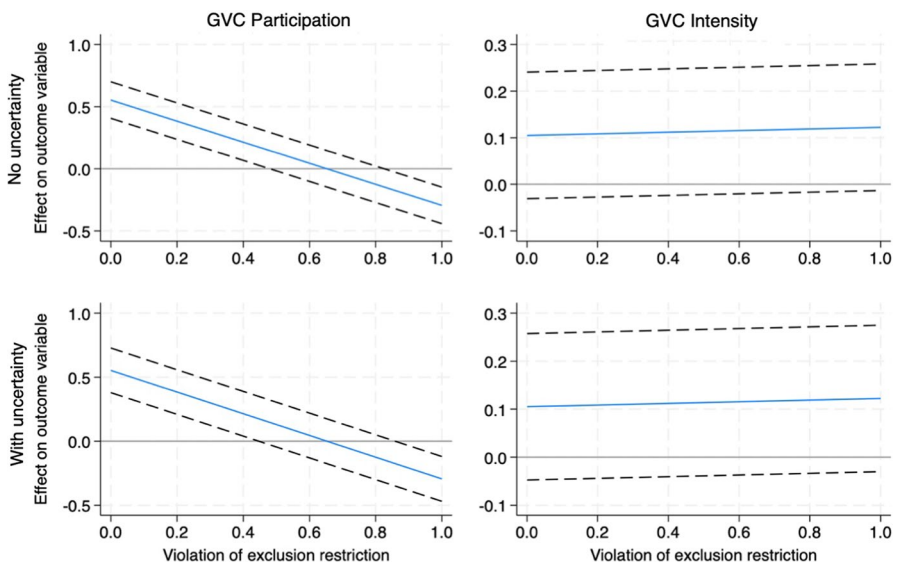 GVC Participation
GVC Intensity
No uncertainty
Effect on outcome variable
1.0
0.5
0.0
-0.5
0.0 0.2 0.4 0.6 0.8 1.0
0.3
0.2
0.1
0.0
-0.1
0.0 0.2 0.4 0.6 0.8 1.0
With uncertainty
Effect on outcome variable
1.0
0.5
0.0
-0.5
0.0 0.2 0.4 0.6 0.8 1.0
Violation of exclusion restriction
0.3
0.2
0.1
0.0
-0.1
0.0 0.2 0.4 0.6 0.8 1.0
Violation of exclusion restriction